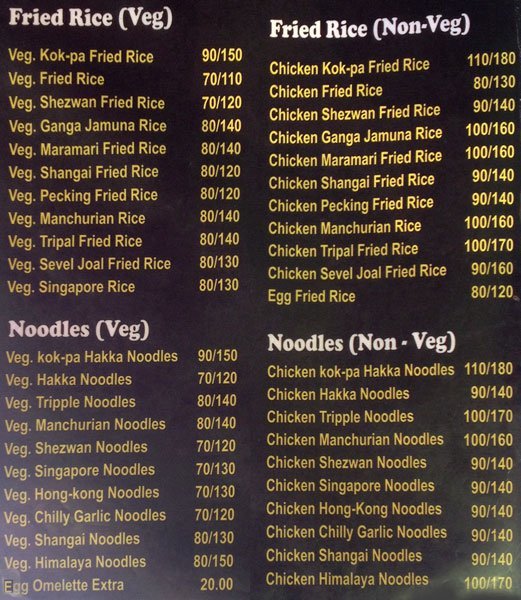 Fried Rice (Veg)
Veg. Kok-pa Fried Rice 90/150
Veg. Fried Rice 70/110
Veg. Shezwan Fried Rice 70/120
Veg. Ganga Jamuna Rice 80/140
Veg. Maramari Fried Rice 80/140
Veg. Shangai Fried Rice 80/120
Veg. Pecking Fried Rice 80/120
Veg. Manchurian Rice 80/140
Veg. Tripal Fried Rice 80/140
Veg. Sevel Joal Fried Rice 80/130
Veg. Singapore Rice 80/130
Noodles (Veg)
Veg. kok-pa Hakka Noodles 90/150
Veg. Hakka Noodles 70/120
Veg. Tripple Noodles 80/140
Veg. Manchurian Noodles 80/140
Veg. Shezwan Noodles 70/120
Veg. Singapore Noodles 70/130
Veg. Hong-kong Noodles 70/130
Veg. Chilly Garlic Noodles 70/120
Veg. Shangai Noodles 80/130
Veg. Himalaya Noodles 80/150
Egg Omelette Extra 20.00
Fried Rice (Non-Veg)
Chicken Kok-pa Fried Rice 110/180
Chicken Fried Rice 80/130
Chicken Shezwan Fried Rice 90/140
Chicken Ganga Jamuna Rice 100/160
Chicken Maramari Fried Rice 100/160
Chicken Shangai Fried Rice 90/140
Chicken Pecking Fried Rice 90/140
Chicken Manchurian Rice 100/160
Chicken Tripal Fried Rice 100/170
Chicken Sevel Joal Fried Rice 90/160
Egg Fried Rice 80/120
Noodles (Non - Veg)
Chicken kok-pa Hakka Noodles 110/180
Chicken Hakka Noodles 90/140
Chicken Tripple Noodles 100/170
Chicken Manchurian Noodles 100/160
Chicken Shezwan Noodles 90/140
Chicken Singapore Noodles 90/140
Chicken Hong-Kong Noodles 90/140
Chicken Chilly Garlic Noodles 90/140
Chicken Shangai Noodles 90/140
Chicken Himalaya Noodles 100/170